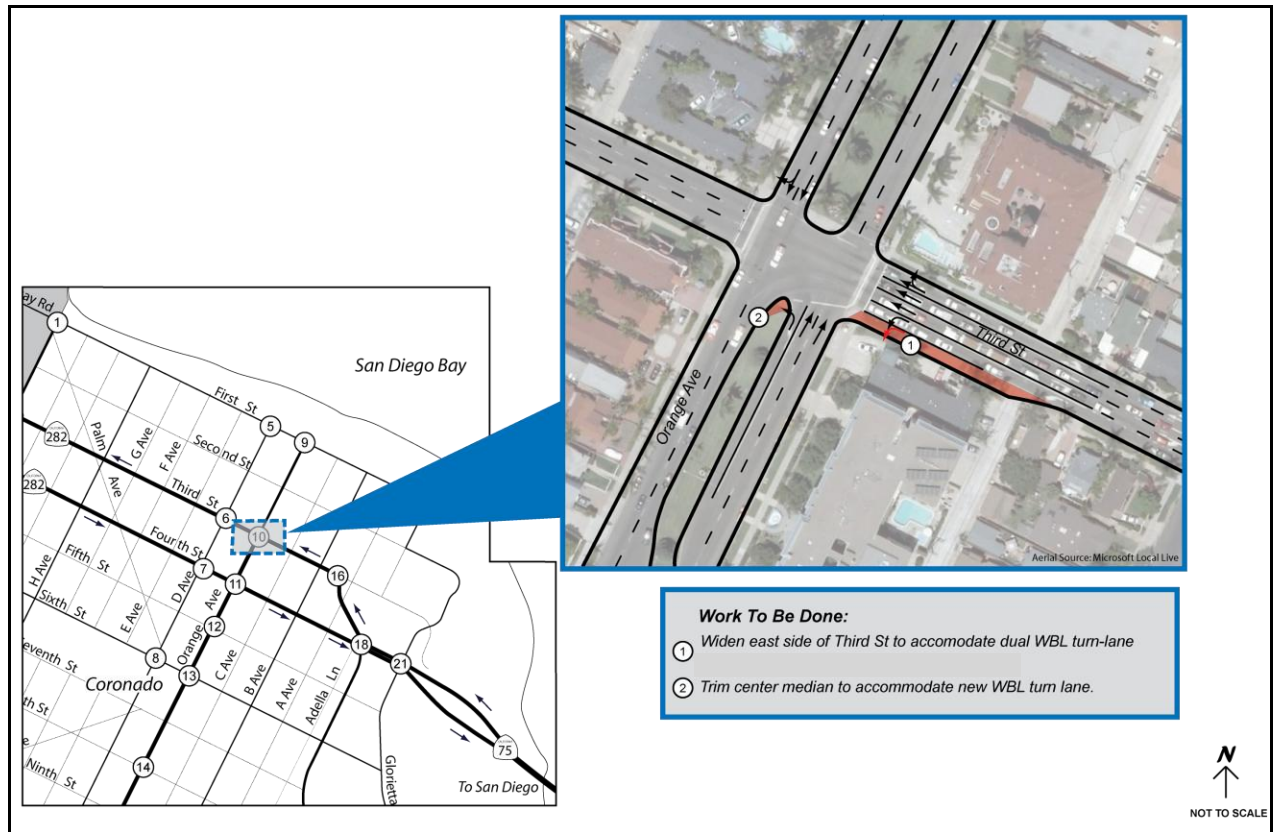 Third St
Orange Ave
1
2
Aerial Source: Microsoft Local Live
Work To Be Done:
1 Widen east side of Third St to accomodate dual WBL turn-lane
2 Trim center median to accommodate new WBL turn lane.
N
NOT TO SCALE
ay Rd
1
San Diego Bay
First St
5
9
282
Palm
Ave
G Ave
F Ave
Second St
Third St
6
10
282
Fourth St
7
11
16
H Ave
Fifth St
Sixth St
E Ave
D Ave
Orange
Ave
12
18
21
8
13
C Ave
B Ave
A Ave
Adella Ln
eventh St
Coronado
th St
e
Ninth St
14
Glorietta
CALIFORNIA
75
To San Diego